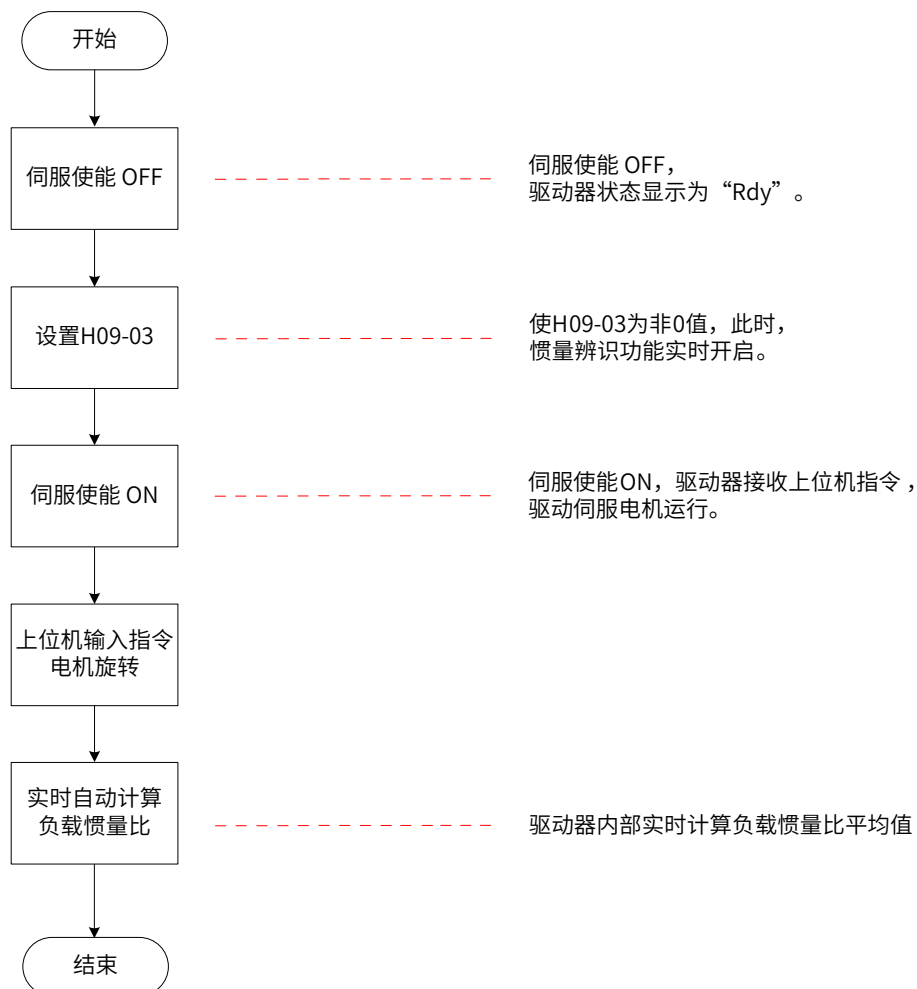 开始
伺服使能 OFF
伺服使能 OFF，
驱动器状态显示为“Rdy”。
设置H09-03
使H09-03为非0值，此时，
惯量辨识功能实时开启。
伺服使能 ON
伺服使能ON，驱动器接收上位机指令，
驱动伺服电机运行。
上位机输入指令
电机旋转
实时自动计算
负载惯量比
驱动器内部实时计算负载惯量比平均值
结束